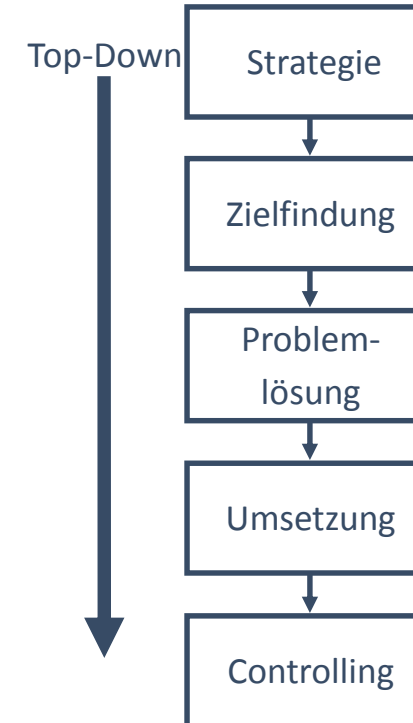 Top-Down
Strategie
Zielfindung
Problem-
lösung
Umsetzung
Controlling